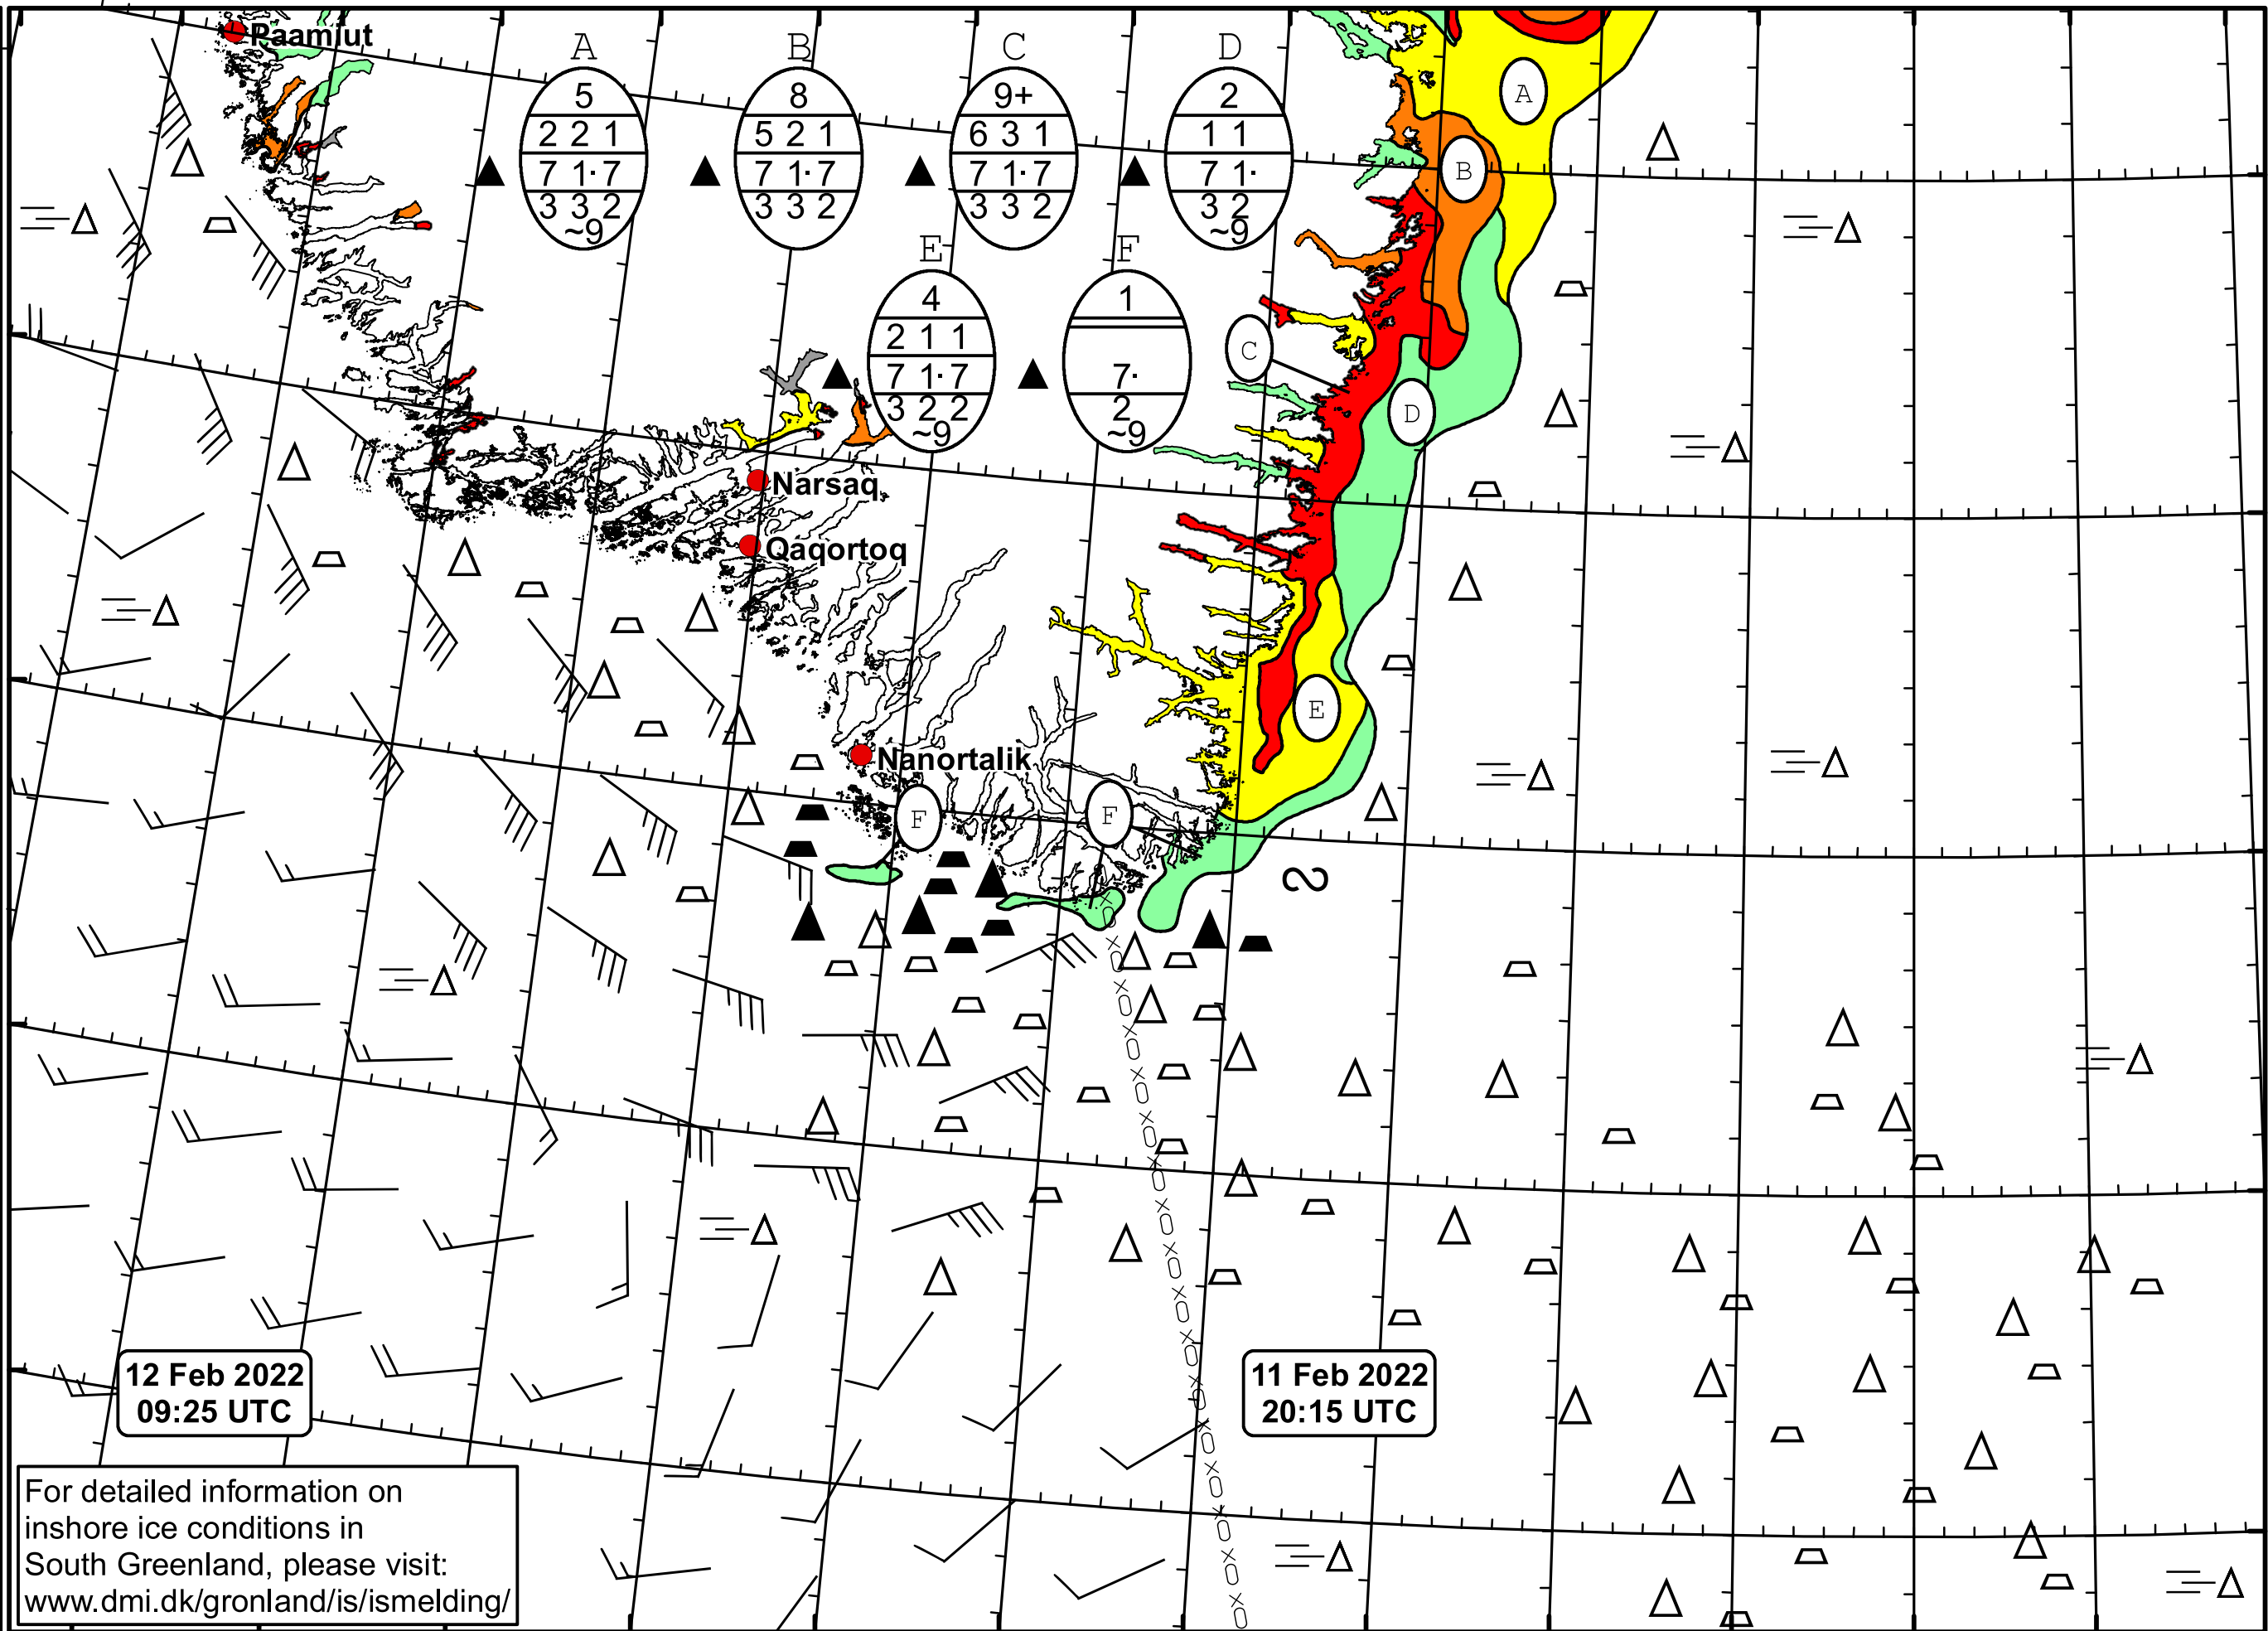 Paamiut
A
B
C
D
5
2 2 1
7 1· 7
3 3 2
~9
8
5 2 1
7 1· 7
3 3 2
9+
6 3 1
7 1· 7
3 3 2
2
1 1
7 1·
3 2
~9
E
F
4
2 1 1
7 1· 7
3 2 2
~9
1
7·
2
~9
A
B
C
D
E
F
F
Narsaq
Qaqortoq
Nanortalik
12 Feb 2022
09:25 UTC
11 Feb 2022
20:15 UTC
For detailed information on
inshore ice conditions in
South Greenland, please visit:
www.dmi.dk/gronland/is/ismelding/